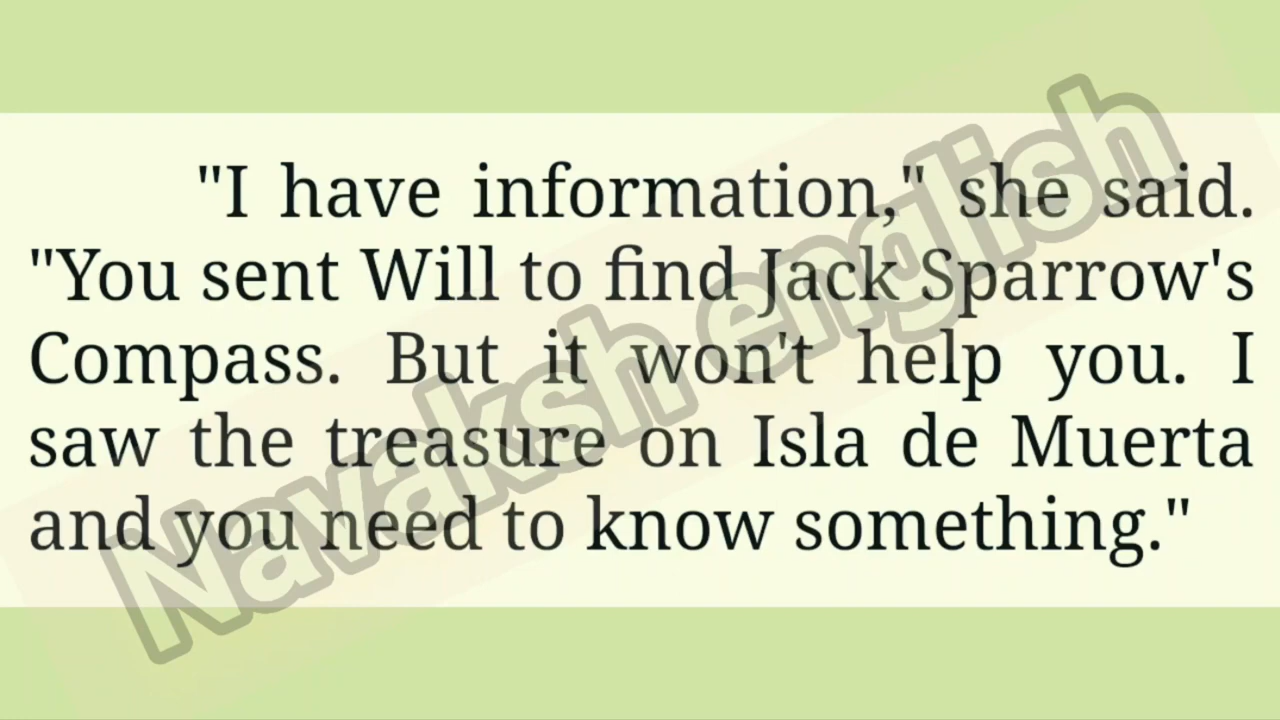 "I have information," she said.
"You sent Will to find Jack Sparrow's
Compass. But it won't help you. I
saw the treasure on Isla de Muerta
and you need to know something."
Navaksh english